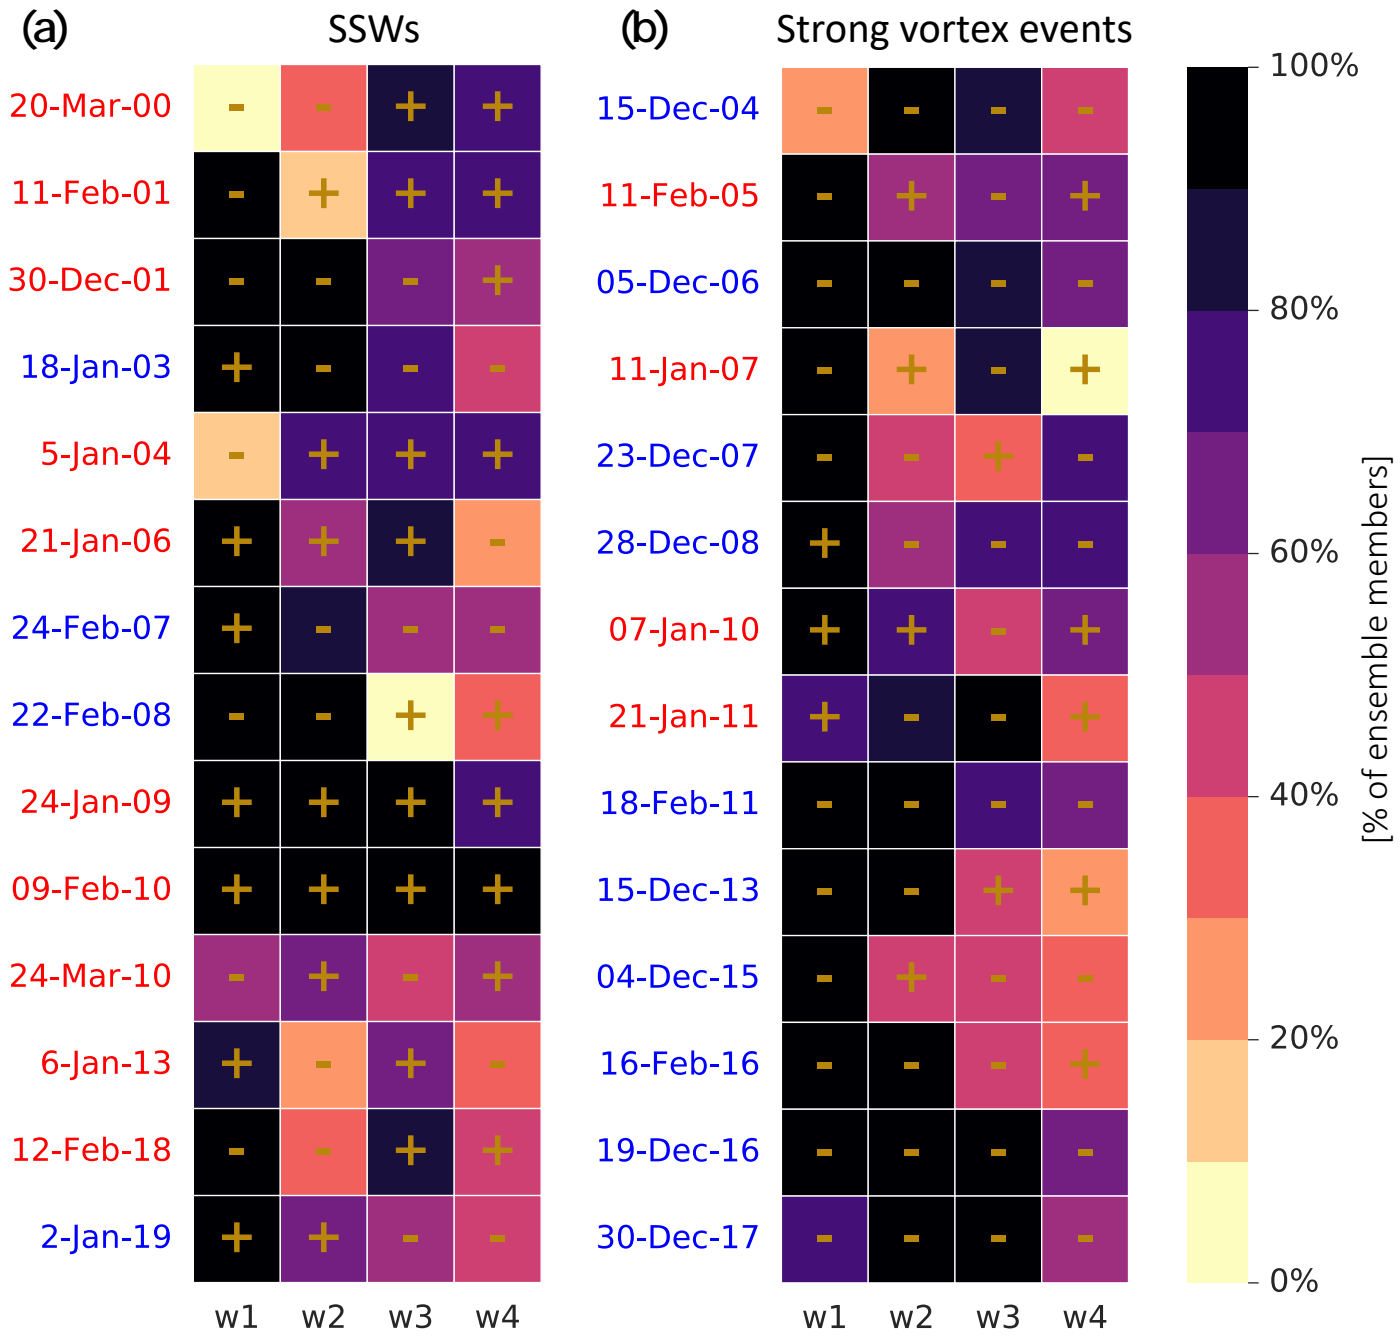 (a) SSWs
20-Mar-00 - - + +
11-Feb-01 - + + +
30-Dec-01 - - - +
18-Jan-03 + - - -
5-Jan-04 - + + +
21-Jan-06 + + + -
24-Feb-07 + - - -
22-Feb-08 - - + +
24-Jan-09 + + + +
09-Feb-10 + + + +
24-Mar-10 - + - +
6-Jan-13 + - + -
12-Feb-18 - - + +
2-Jan-19 + + - -
w1 w2 w3 w4
(b) Strong vortex events
15-Dec-04 - - - -
11-Feb-05 - + - +
05-Dec-06 - - - -
11-Jan-07 - + - +
23-Dec-07 - - + -
28-Dec-08 + - - -
07-Jan-10 + + - +
21-Jan-11 + - - +
18-Feb-11 - - - -
15-Dec-13 - - + +
04-Dec-15 - + - -
16-Feb-16 - - - +
19-Dec-16 - - - -
30-Dec-17 - - - -
w1 w2 w3 w4
100%
80%
60%
40%
20%
0%
[% of ensemble members]